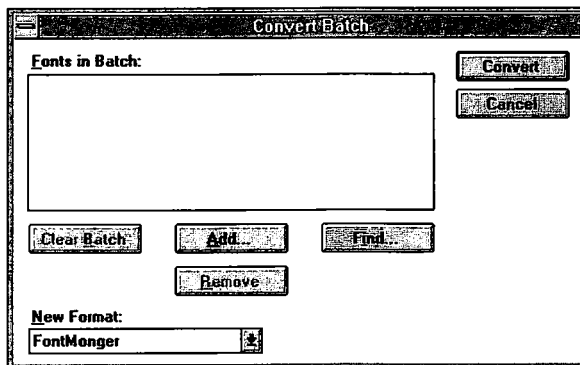 Convert Batch
Fonts in Batch:
Convert
Cancel
Clear Batch
Add...
Find...
Remove
New Format:
FontMonger